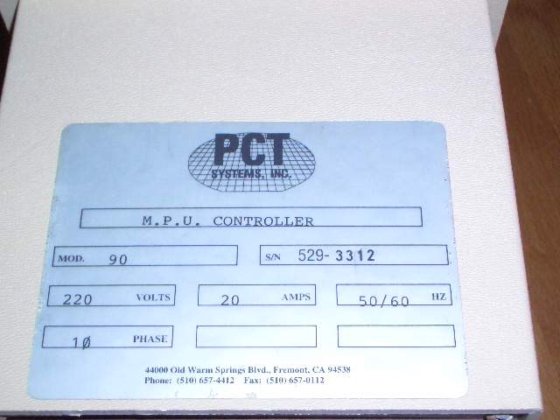 PCT
SYSTEMS, INC.
M.P.U. CONTROLLER
MOD. 90
S/N 529-3312
220 VOLTS
20 AMPS
50/60 HZ
1Ø PHASE
44000 Old Warm Springs Blvd., Fremont, CA 94538
Phone: (510) 657-4412 Fax: (510) 657-0112